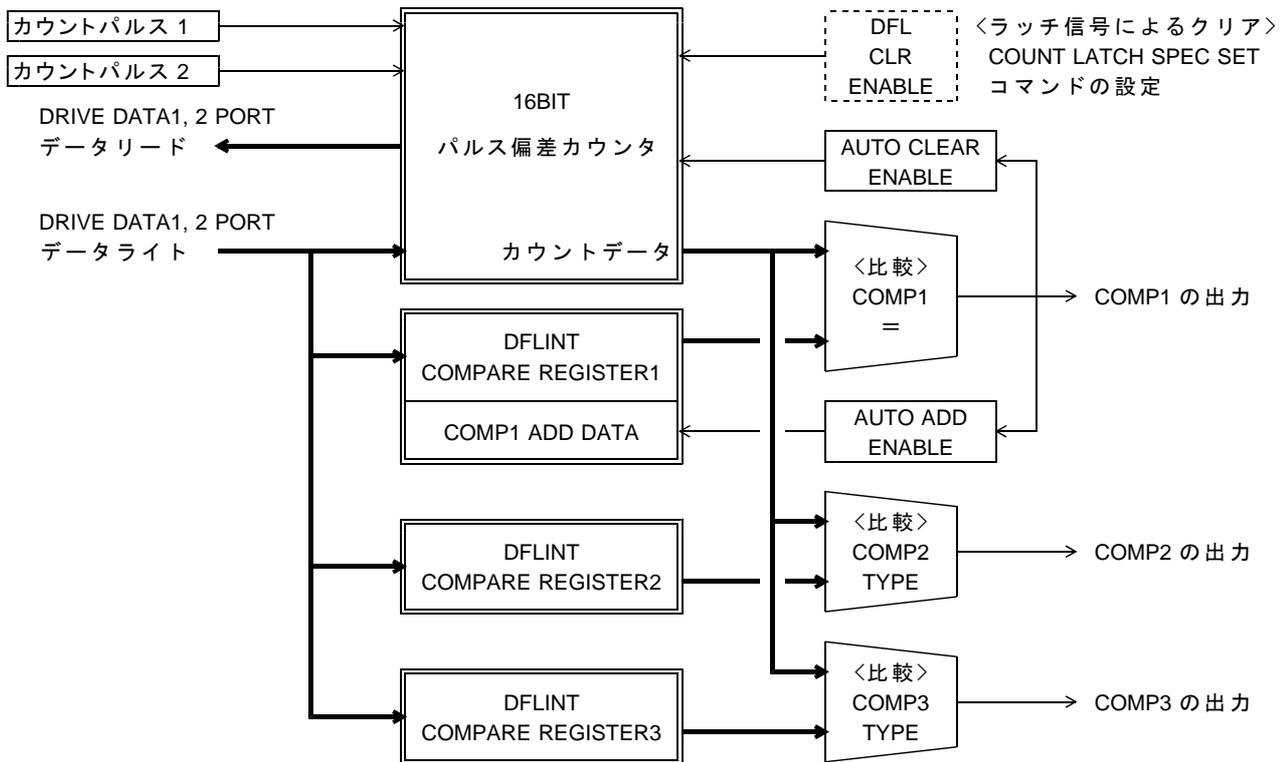 カウントパルス 1
カウントパルス 2
DRIVE DATA1, 2 PORT
データリード
DRIVE DATA1, 2 PORT
データライト
16BIT
パルス偏差カウンタ
カウントデータ
DFL
CLR
ENABLE
〈ラッチ信号によるクリア〉
COUNT LATCH SPEC SET
コマンドの設定
AUTO CLEAR
ENABLE
〈比較〉
COMP1
＝
COMP1 の出力
DFLINT
COMPARE REGISTER1
COMP1 ADD DATA
AUTO ADD
ENABLE
DFLINT
COMPARE REGISTER2
〈比較〉
COMP2
TYPE
COMP2 の出力
DFLINT
COMPARE REGISTER3
〈比較〉
COMP3
TYPE
COMP3 の出力